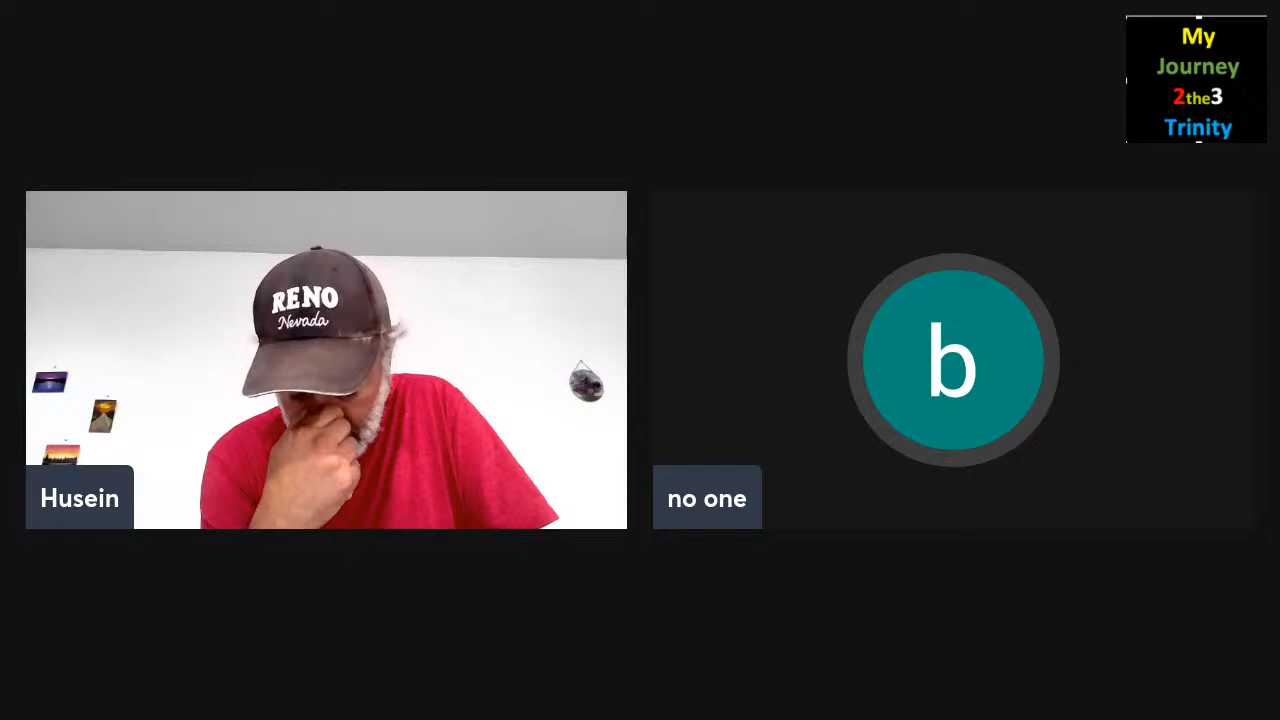 My
Journey
2the3
Trinity
RENO
Nevada
b
Husein
no one